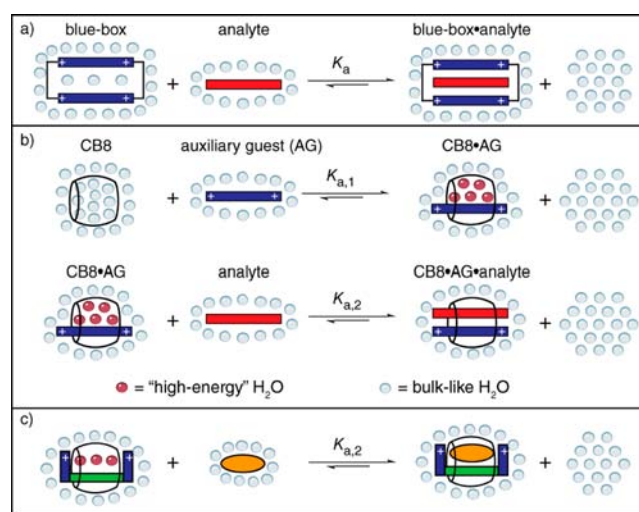 a) blue-box analyte blue-box•analyte
+ Kₐ +
b) CB8 auxiliary guest (AG) CB8•AG
+ Kₐ,₁ +
CB8•AG analyte CB8•AG•analyte
+ Kₐ,₂ +
= "high-energy" H₂O = bulk-like H₂O
c)
+ Kₐ,₂ +